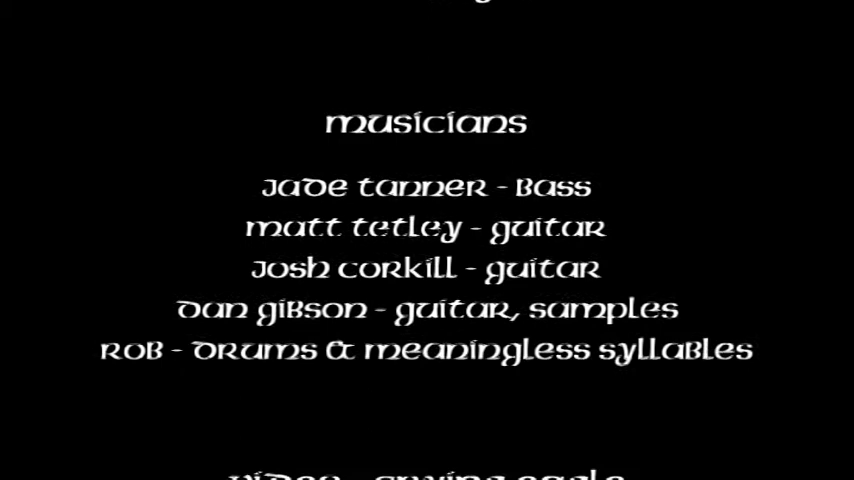 musicians
Jade Tanner - Bass
Matt Tetley - guitar
Josh Corkill - guitar
Dan Gibson - guitar, samples
Rob - Drums & meaningless syllables